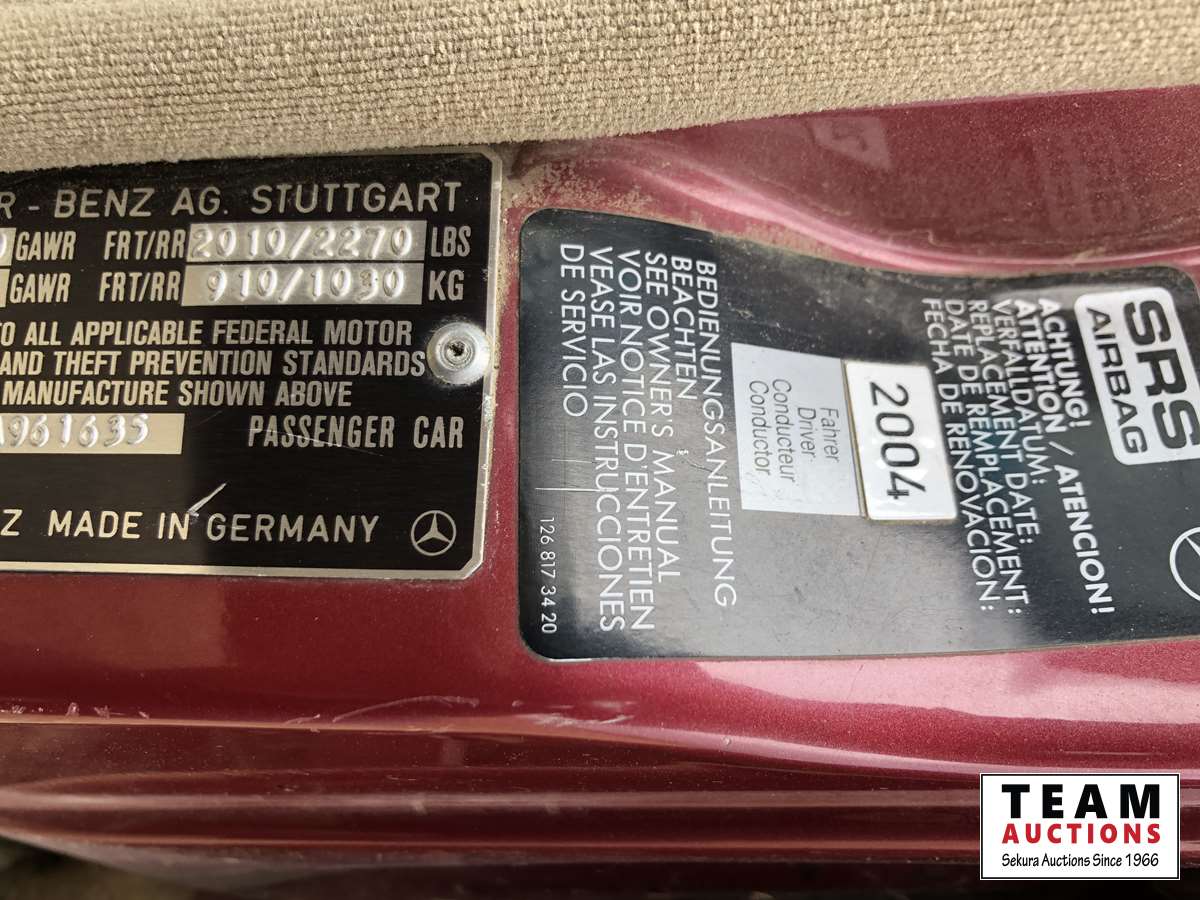 R - BENZ AG. STUTTGART
GAWR FRT/RR 2010/2270 LBS
GAWR FRT/RR 910/1030 KG
TO ALL APPLICABLE FEDERAL MOTOR
AND THEFT PREVENTION STANDARDS
MANUFACTURE SHOWN ABOVE
A961635 PASSENGER CAR
Z MADE IN GERMANY
SRS
AIRBAG
ACHTUNG!
ATTENTION / ATENCION!
VERFALLDATUM:
REPLACEMENT DATE:
DATE DE REMPLACEMENT:
FECHA DE RENOVACION:
2004
Fahrer
Driver
Conducteur
Conductor
BEDIENUNGSANLEITUNG
BEACHTEN
SEE OWNER'S MANUAL
VOIR NOTICE D'ENTRETIEN
VEASE LAS INSTRUCCIONES
DE SERVICIO
126 817 34 20
TEAM
AUCTIONS
Sekura Auctions Since 1966